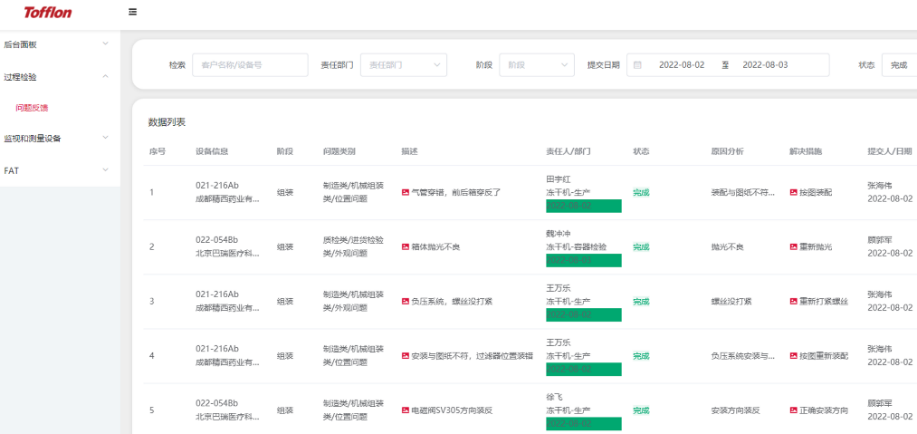 Tofflon
后台面板
过程检验
问题反馈
监视和测量设备
FAT
检索 客户名称/设备号 责任部门 责任部门 阶段 阶段 提交日期 2022-08-02 至 2022-08-03 状态 完成
数据列表
序号 设备信息 阶段 问题类别 描述 责任人/部门 状态 原因分析 解决措施 提交人/日期
1 021-216Ab 成都精西药业有... 组装 制造类/机械组装类/位置问题 气管穿错，前后箱穿反了 田宇红 冻干机-生产 2022-08-02 完成 装配与图纸不符... 按图装配 张海伟 2022-08-02
2 022-054Bb 北京巴瑞医疗科... 组装 质检类/进货检验类/外观问题 箱体抛光不良 魏冲冲 冻干机-容器检验 2022-08-02 完成 抛光不良 重新抛光 顾郭军 2022-08-02
3 021-216Ab 成都精西药业有... 组装 制造类/机械组装类/外观问题 负压系统，螺丝没打紧 王万乐 冻干机-生产 2022-08-02 完成 螺丝没打紧 重新打紧螺丝 张海伟 2022-08-02
4 021-216Ab 成都精西药业有... 组装 制造类/机械组装类/位置问题 安装与图纸不符，过滤器位置装错 王万乐 冻干机-生产 2022-08-02 完成 负压系统安装与... 按图重新装配 张海伟 2022-08-02
5 022-054Bb 北京巴瑞医疗科... 组装 制造类/机械组装类/位置问题 电磁阀SV305方向装反 徐飞 冻干机-生产 2022-08-02 完成 安装方向装反 正确安装方向 顾郭军 2022-08-02